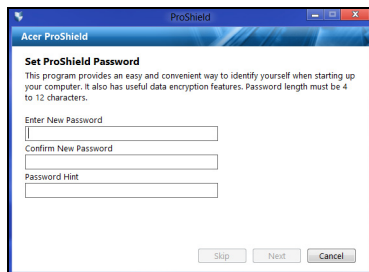 ProShield
Acer ProShield
Set ProShield Password
This program provides an easy and convenient way to identify yourself when starting up
your computer. It also has useful data encryption features. Password length must be 4
to 12 characters.
Enter New Password
Confirm New Password
Password Hint
Skip Next Cancel